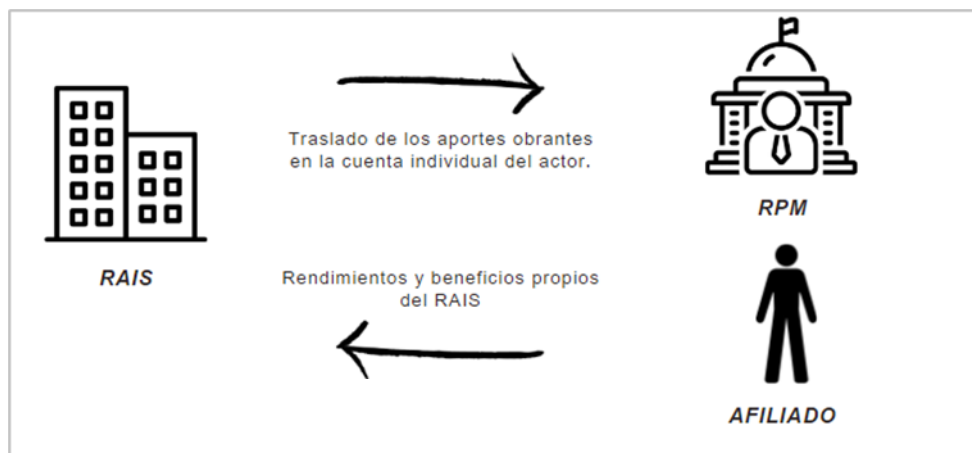 Traslado de los aportes obrantes
en la cuenta individual del actor.
RPM
RAIS
Rendimientos y beneficios propios
del RAIS
AFILIADO